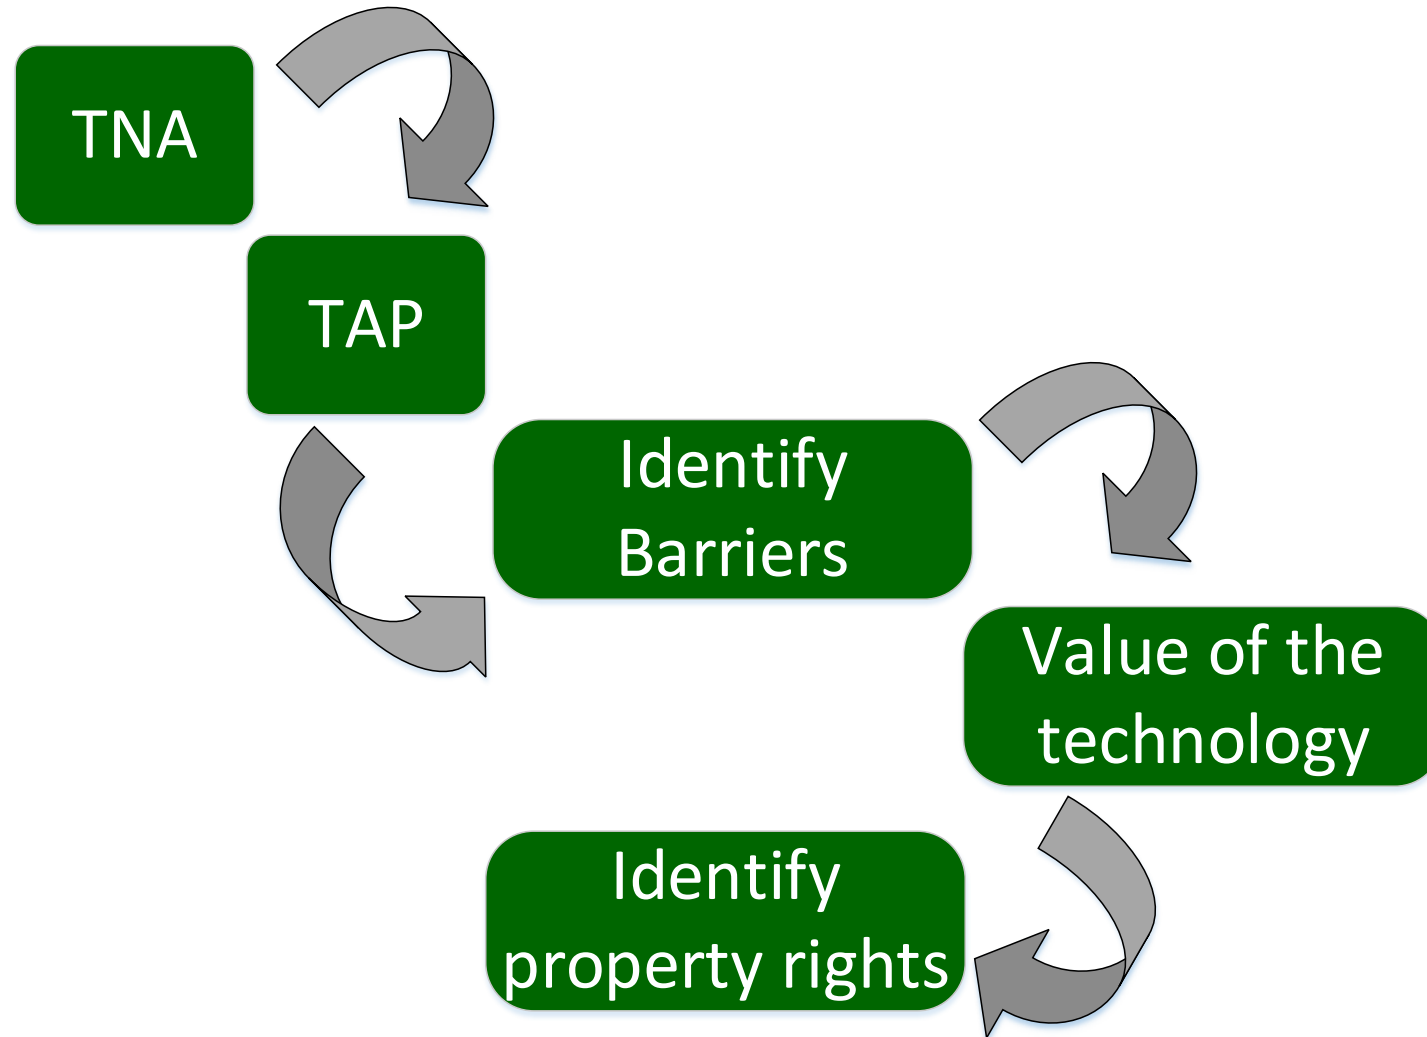 TNA
TAP
Identify
Barriers
Value of the
technology
Identify
property rights